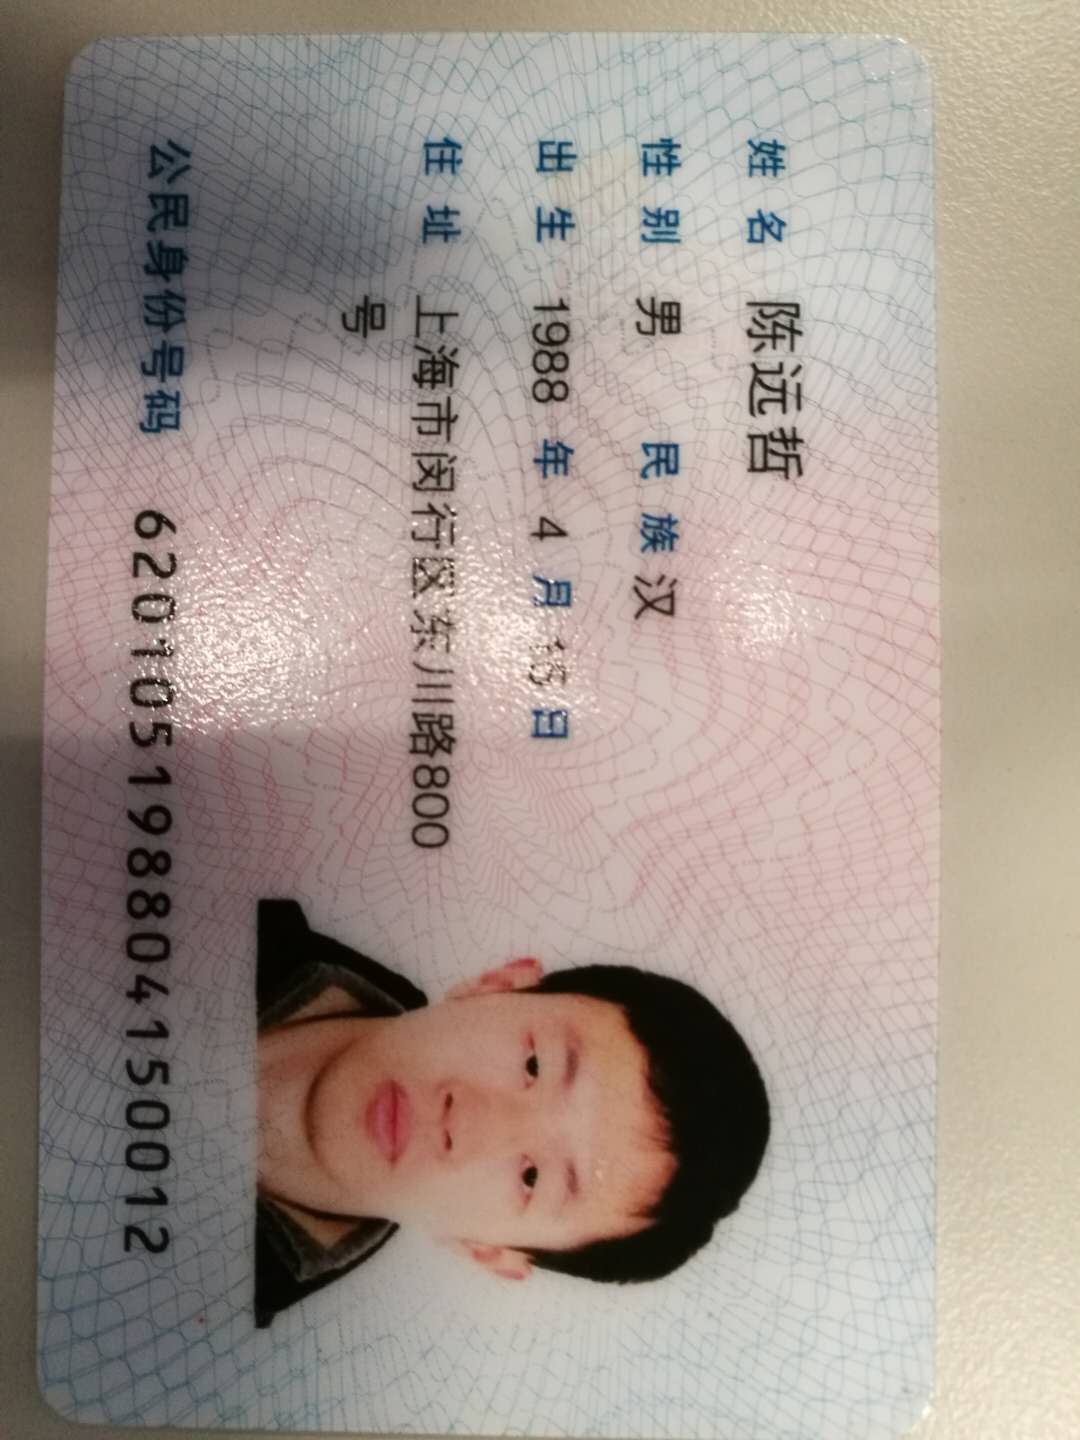 姓名 陈远哲
性别 男 民族 汉
出生 1988 年 4 月 15 日
住址 上海市闵行区东川路800
号
公民身份号码 620105198804150012